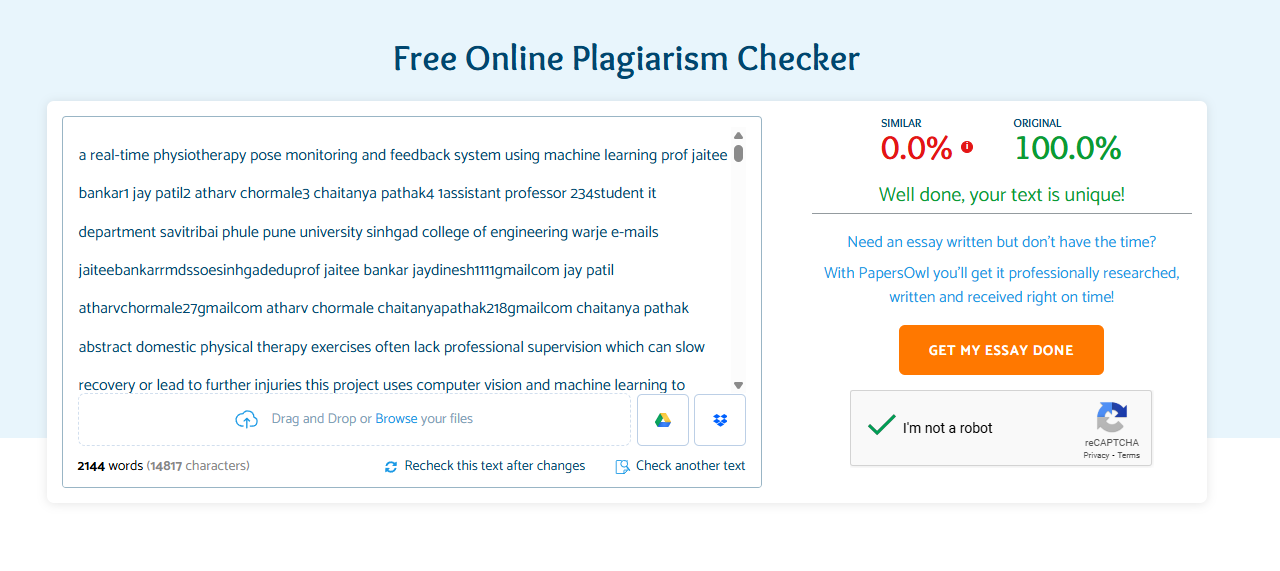 Free Online Plagiarism Checker
a real-time physiotherapy pose monitoring and feedback system using machine learning prof jaitee
bankar1 jay patil2 atharv chormale3 chaitanya pathak4 1assistant professor 234student it
department savitribai phule pune university sinhgad college of engineering warje e-mails
jaiteebankarrmdssoesinhgadeduprof jaitee bankar jaydinesh1111gmailcom jay patil
atharvchormale27gmailcom atharv chormale chaitanyapathak218gmailcom chaitanya pathak
abstract domestic physical therapy exercises often lack professional supervision which can slow
recovery or lead to further injuries this project uses computer vision and machine learning to
Drag and Drop or Browse your files
2144 words (14817 characters)
Recheck this text after changes
Check another text
SIMILAR
0.0%
ORIGINAL
100.0%
Well done, your text is unique!
Need an essay written but don't have the time?
With PapersOwl you'll get it professionally researched,
written and received right on time!
GET MY ESSAY DONE
I'm not a robot
reCAPTCHA
Privacy - Terms